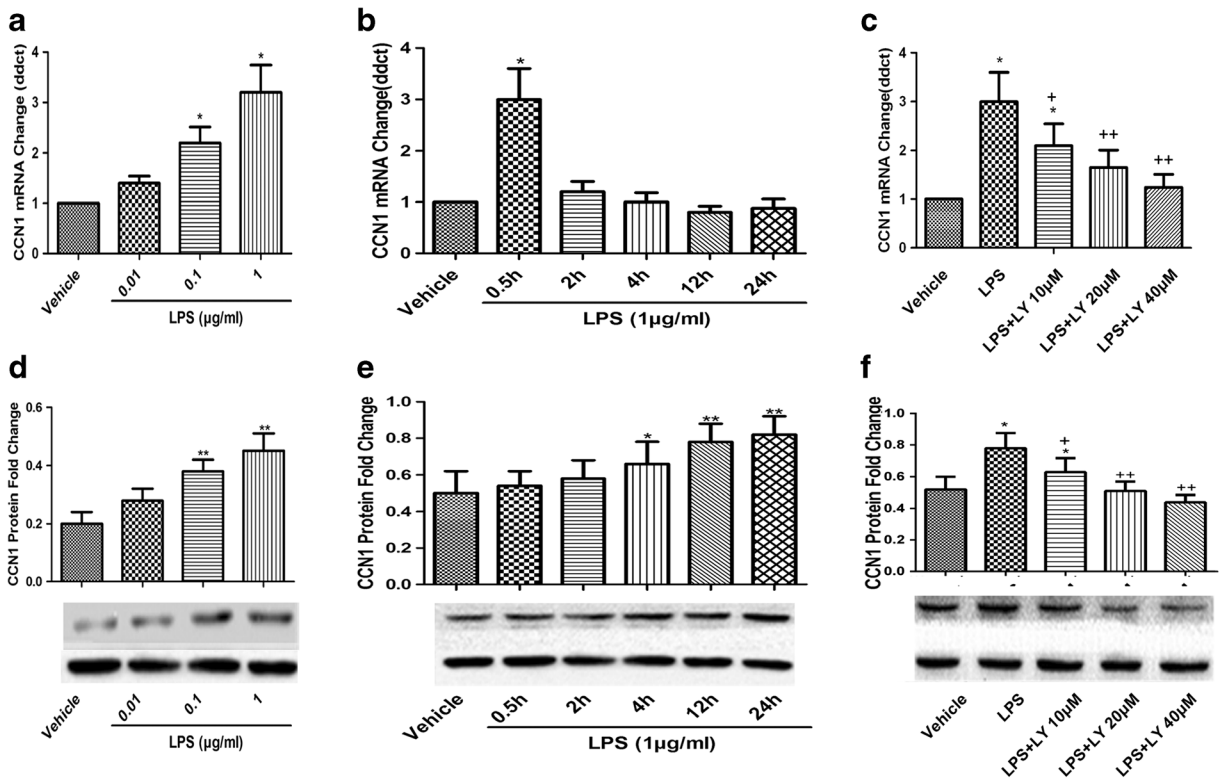 a
CCN1 mRNA Change (ddct)
4
3
2
1
0
*
*
Vehicle
0.01
0.1
1
LPS (µg/ml)
b
CCN1 mRNA Change(ddct)
4
3
2
1
0
*
Vehicle
0.5h
2h
4h
12h
24h
LPS (1µg/ml)
c
CCN1 mRNA Change(ddct)
4
3
2
1
0
*
+
*
++
++
Vehicle
LPS
LPS+LY 10µM
LPS+LY 20µM
LPS+LY 40µM
d
CCN1 Protein Fold Change
0.6
0.4
0.2
0.0
**
**
Vehicle
0.01
0.1
1
LPS (µg/ml)
e
CCN1 Protein Fold Change
1.0
0.8
0.6
0.4
0.2
0.0
*
**
**
Vehicle
0.5h
2h
4h
12h
24h
LPS (1µg/ml)
f
CCN1 Protein Fold Change
1.0
0.8
0.6
0.4
0.2
0.0
*
+
*
++
++
Vehicle
LPS
LPS+LY 10µM
LPS+LY 20µM
LPS+LY 40µM